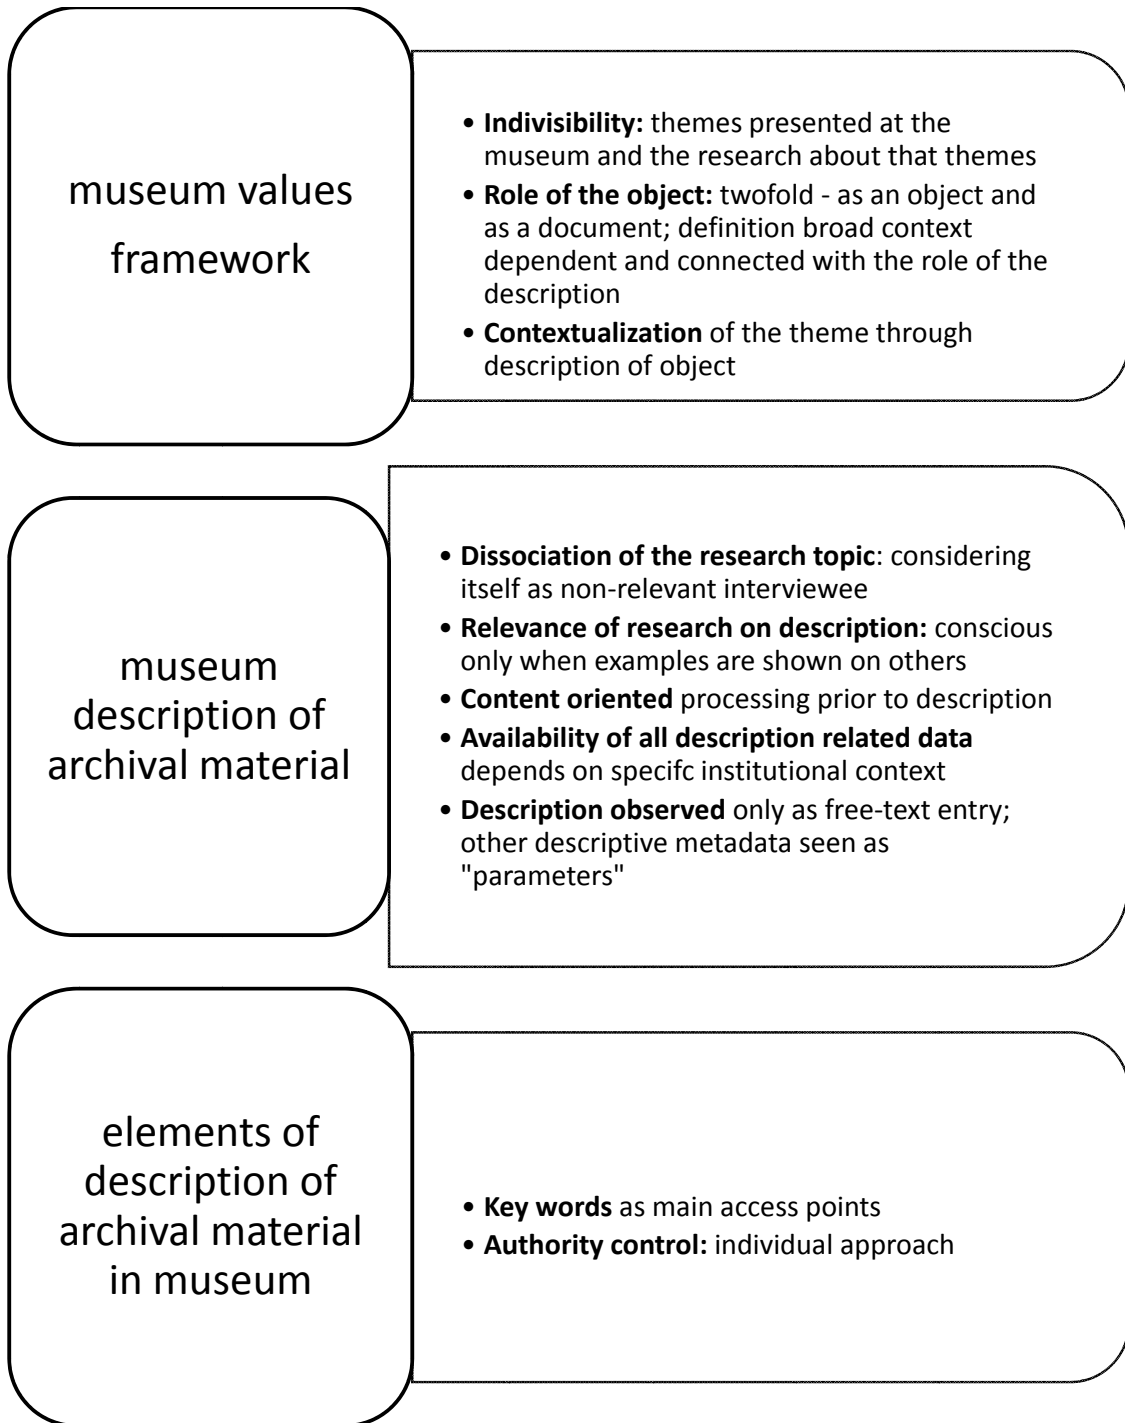 museum values
framework
• Indivisibility: themes presented at the
museum and the research about that themes
• Role of the object: twofold - as an object and
as a document; definition broad context
dependent and connected with the role of the
description
• Contextualization of the theme through
description of object
museum
description of
archival material
• Dissociation of the research topic: considering
itself as non-relevant interviewee
• Relevance of research on description: conscious
only when examples are shown on others
• Content oriented processing prior to description
• Availability of all description related data
depends on specifc institutional context
• Description observed only as free-text entry;
other descriptive metadata seen as
"parameters"
elements of
description of
archival material
in museum
• Key words as main access points
• Authority control: individual approach